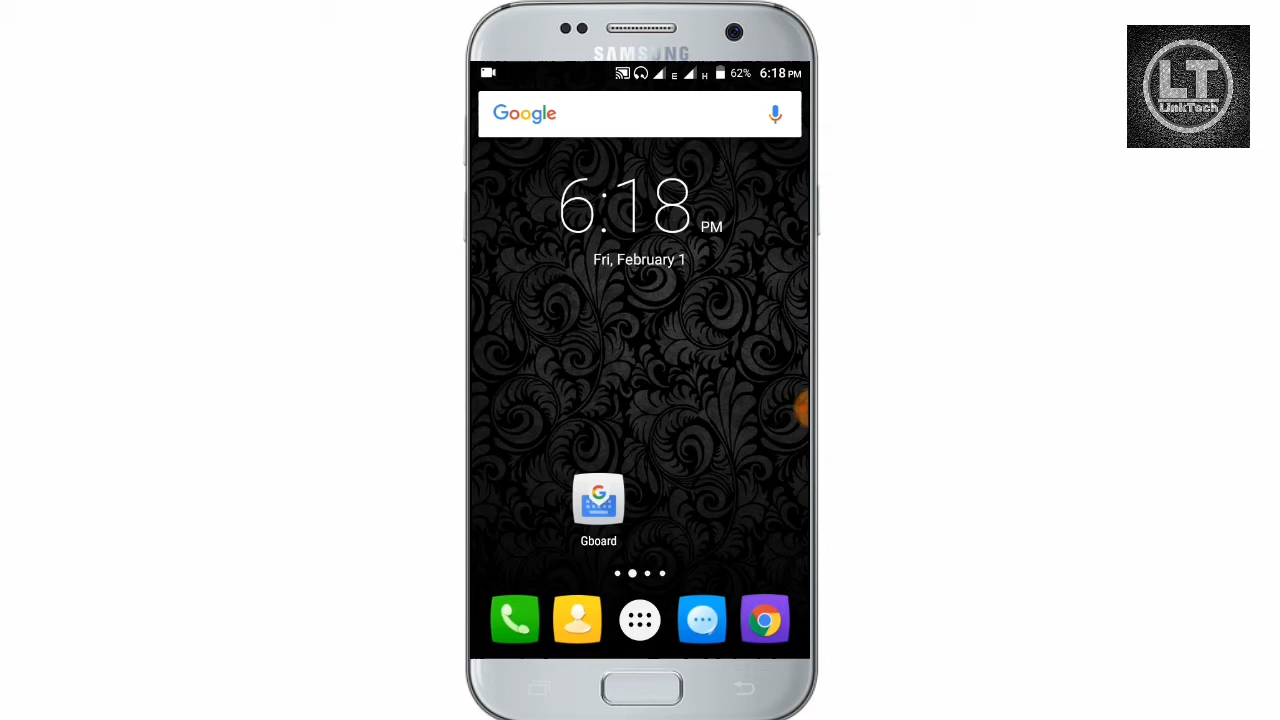 SAMSUNG
E H 62% 6:18 PM
Google
6:18 PM
Fri, February 1
G
Gboard
LT
LinkTech